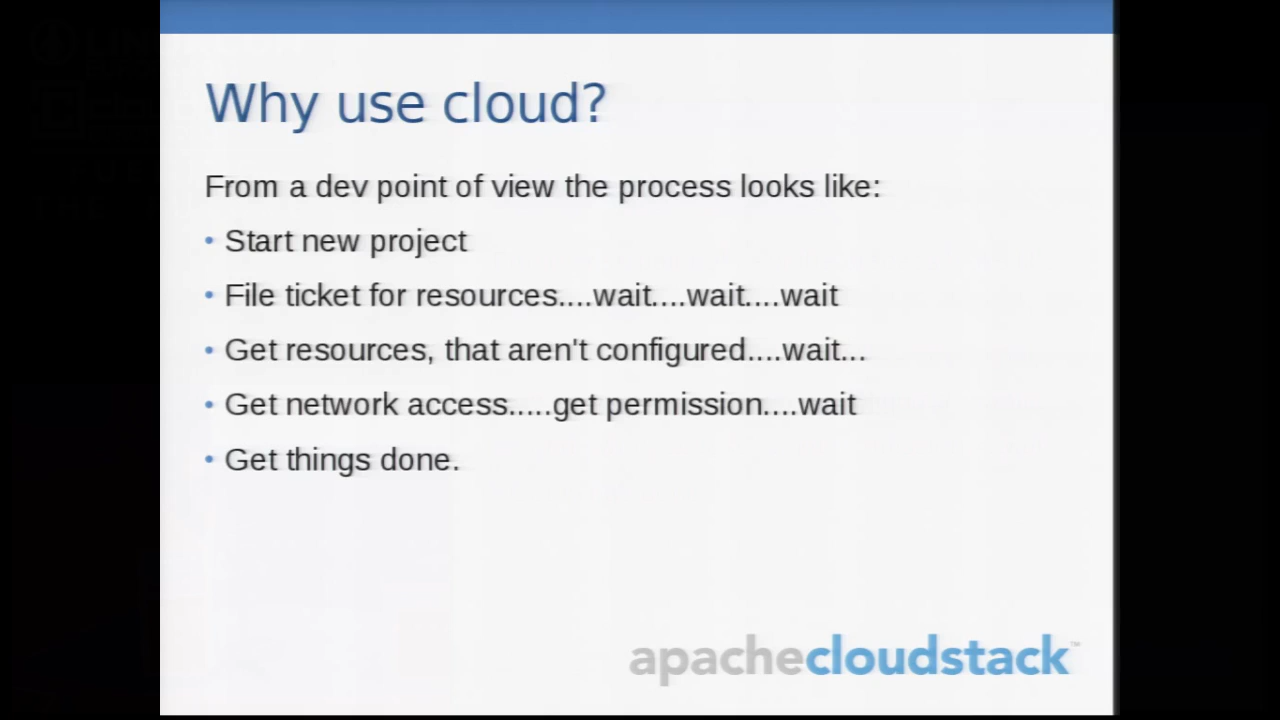 Why use cloud?
From a dev point of view the process looks like:
• Start new project
• File ticket for resources....wait....wait....wait
• Get resources, that aren't configured....wait...
• Get network access.....get permission....wait
• Get things done.
apachecloudstack™